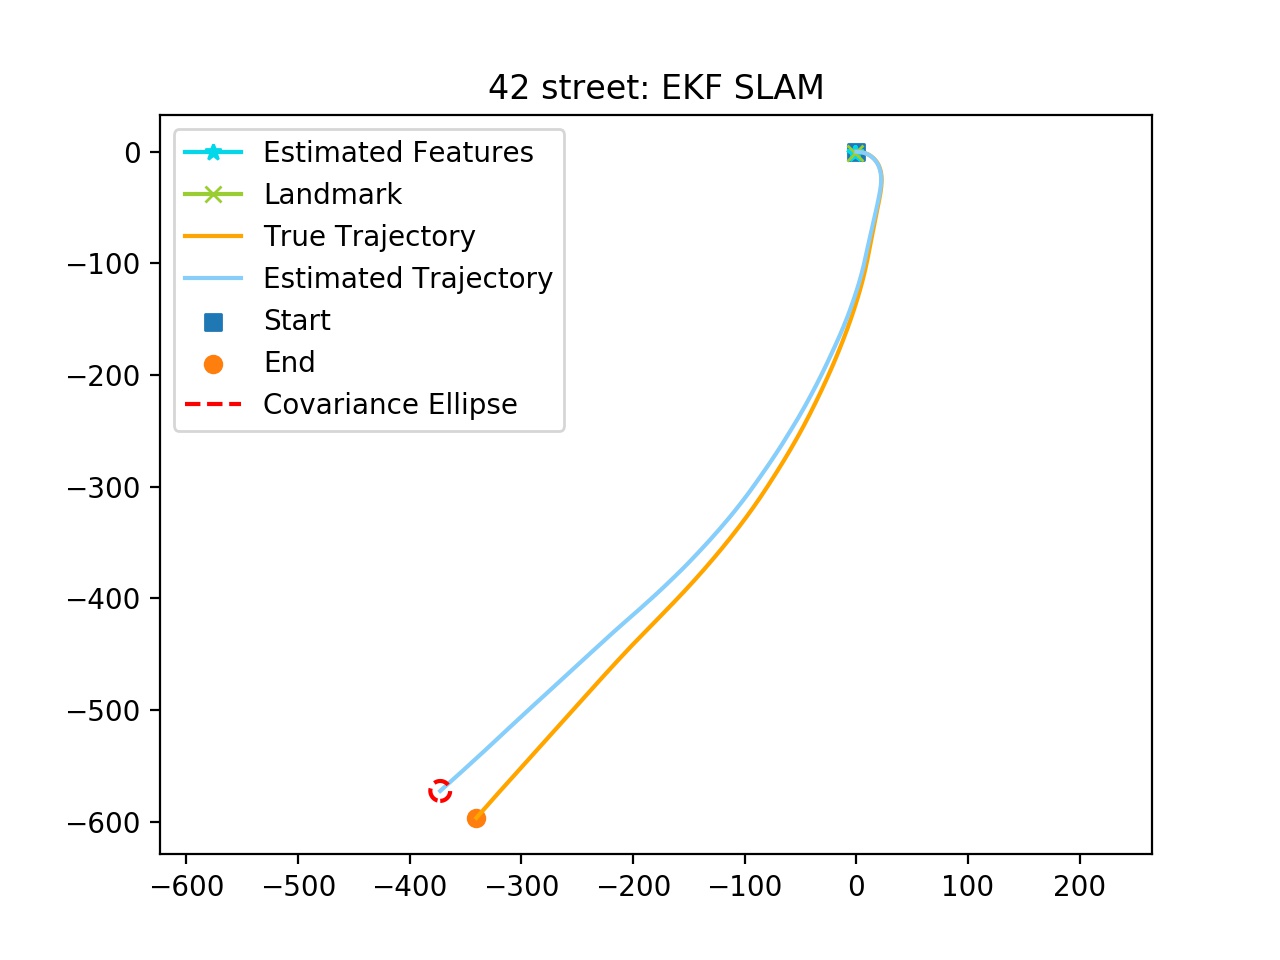 42 street: EKF SLAM
Estimated Features
Landmark
True Trajectory
Estimated Trajectory
Start
End
Covariance Ellipse
0
−100
−200
−300
−400
−500
−600
−600 −500 −400 −300 −200 −100 0 100 200